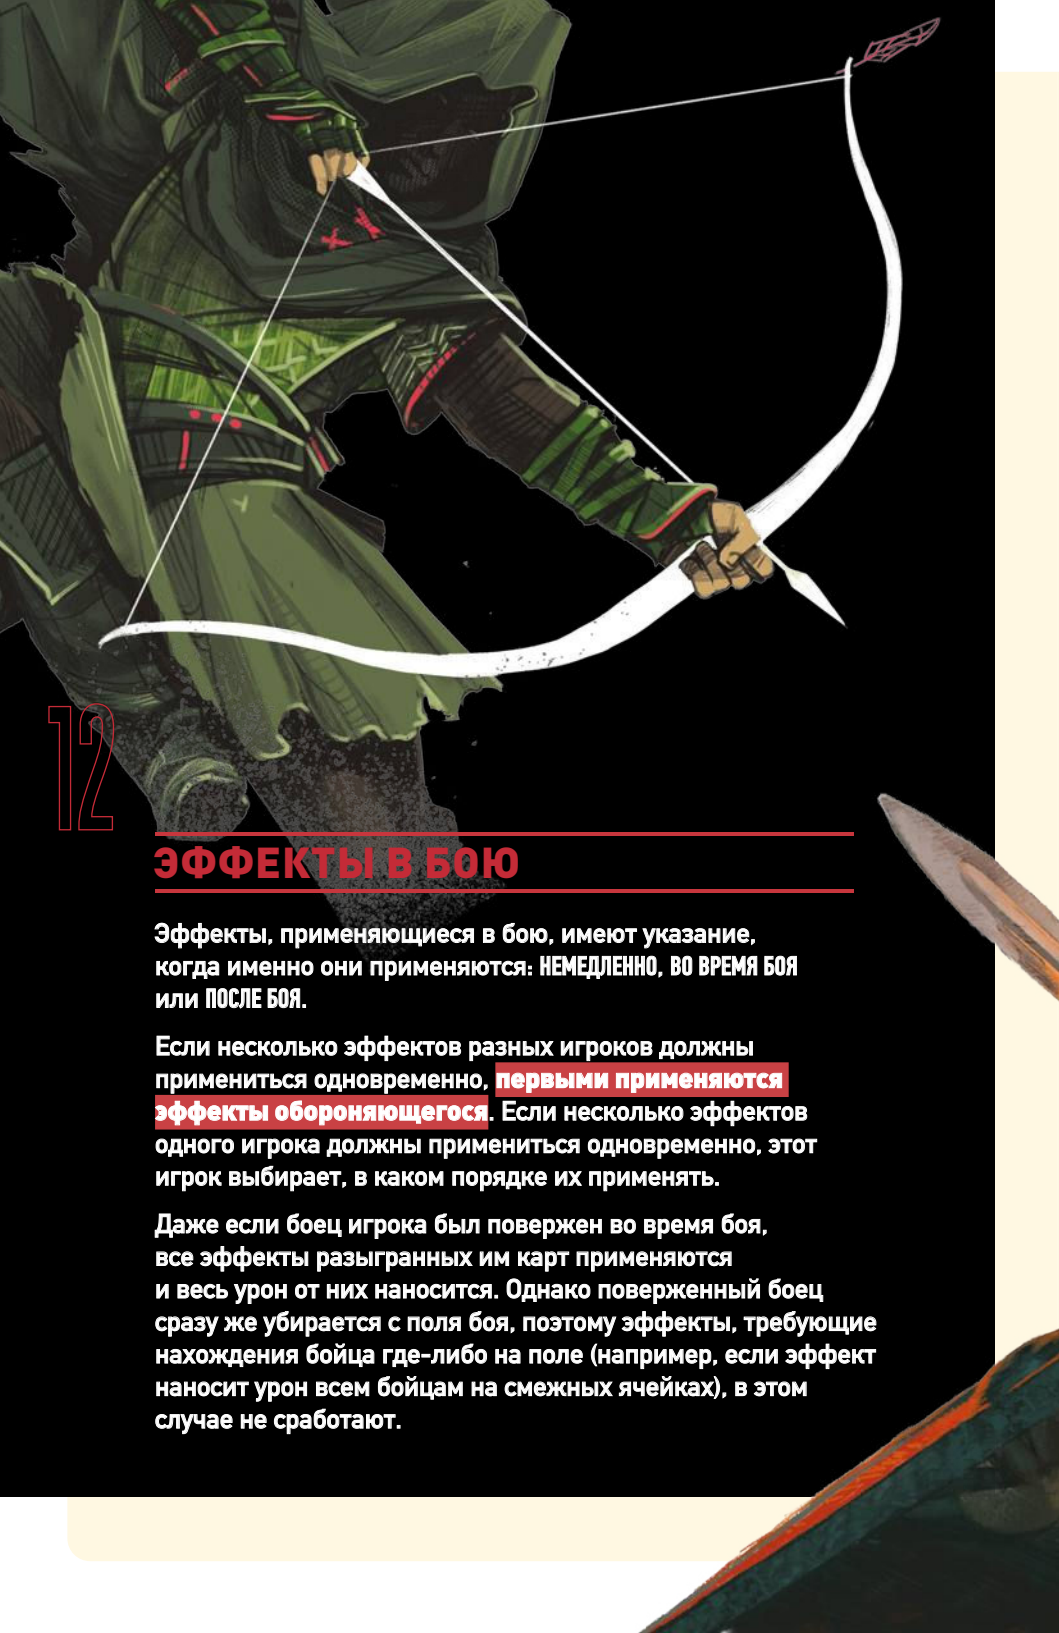 12
ЭФФЕКТЫ В БОЮ
Эффекты, применяющиеся в бою, имеют указание,
когда именно они применяются: НЕМЕДЛЕННО, ВО ВРЕМЯ БОЯ
или ПОСЛЕ БОЯ.
Если несколько эффектов разных игроков должны
примениться одновременно, первыми применяются
эффекты обороняющегося. Если несколько эффектов
одного игрока должны примениться одновременно, этот
игрок выбирает, в каком порядке их применять.
Даже если боец игрока был повержен во время боя,
все эффекты разыгранных им карт применяются
и весь урон от них наносится. Однако поверженный боец
сразу же убирается с поля боя, поэтому эффекты, требующие
нахождения бойца где-либо на поле (например, если эффект
наносит урон всем бойцам на смежных ячейках), в этом
случае не сработают.